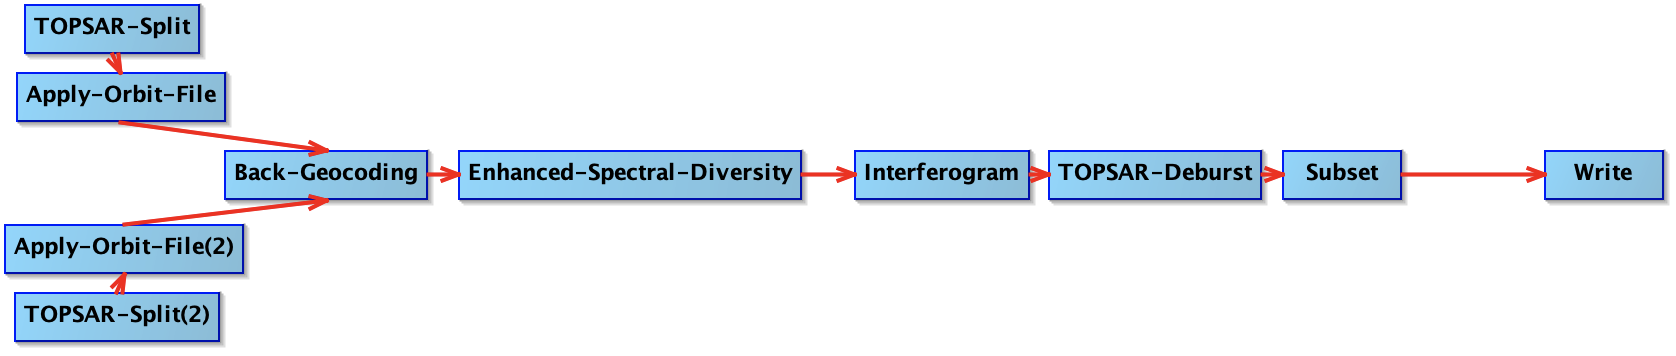 TOPSAR-Split
Apply-Orbit-File
Back-Geocoding
Enhanced-Spectral-Diversity
Interferogram
TOPSAR-Deburst
Subset
Write
Apply-Orbit-File(2)
TOPSAR-Split(2)